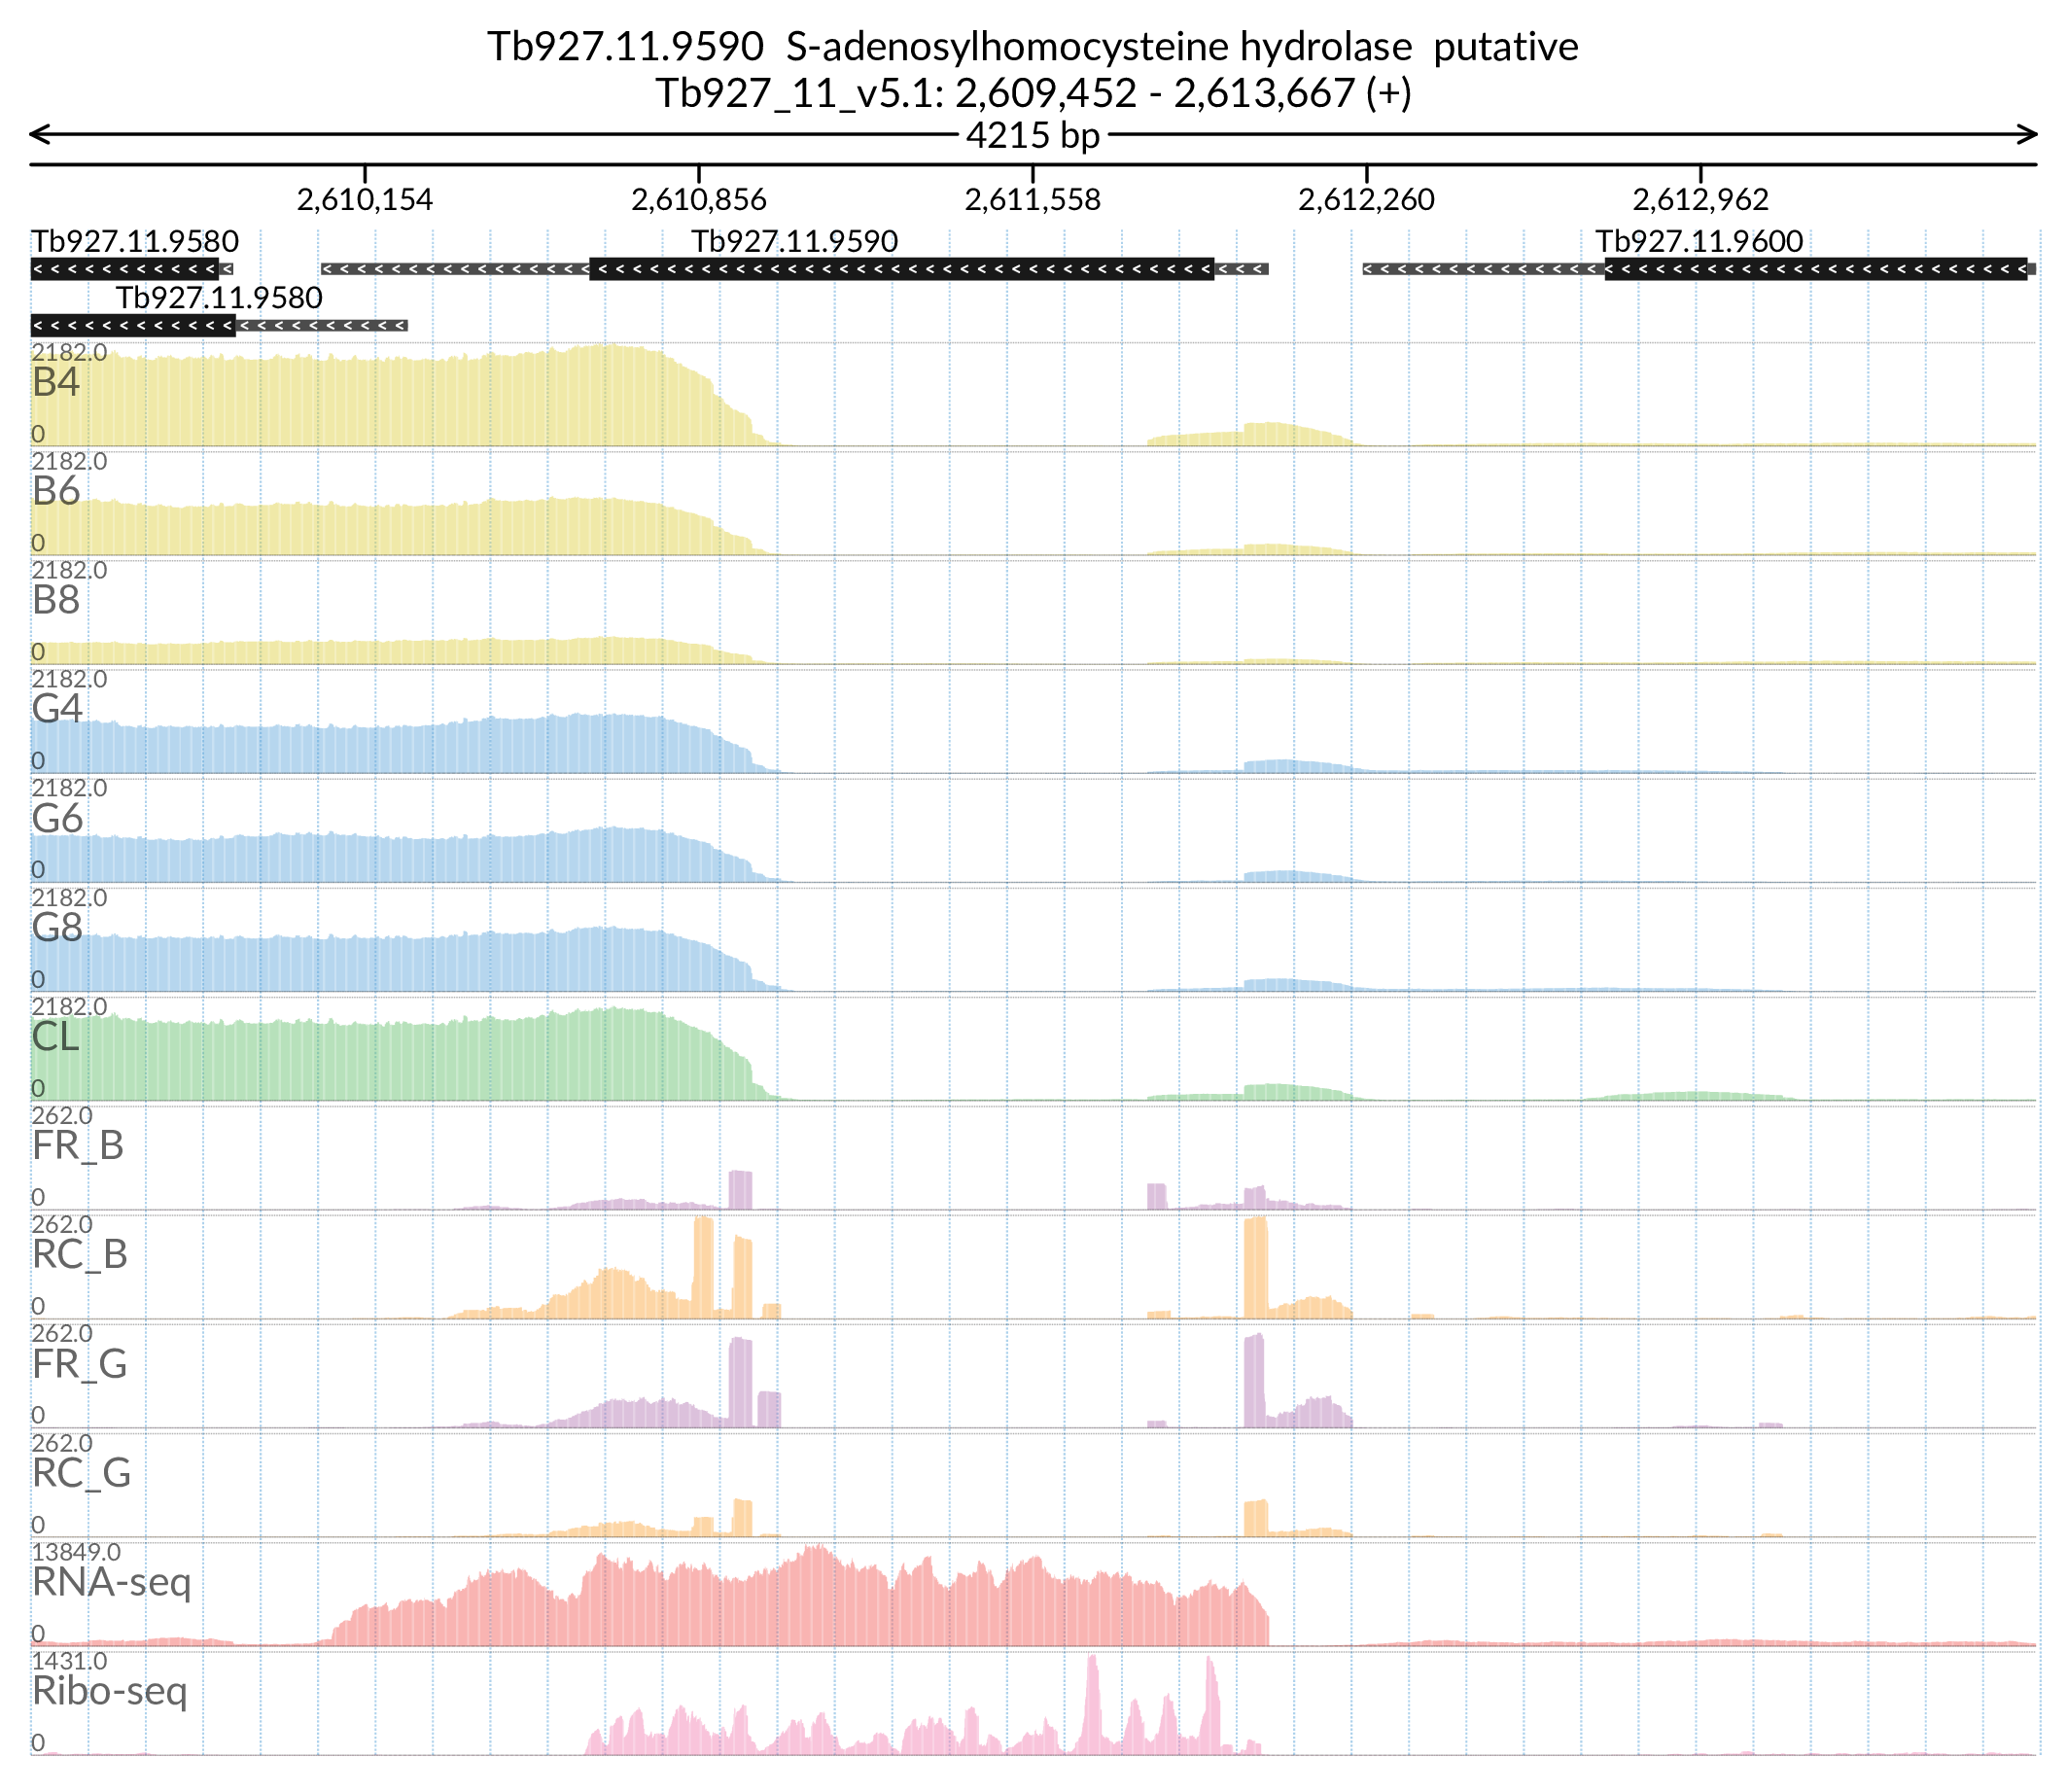 Tb927.11.9590 S-adenosylhomocysteine hydrolase putative
Tb927_11_v5.1: 2,609,452 - 2,613,667 (+)
4215 bp
2,610,154 2,610,856 2,611,558 2,612,260 2,612,962
Tb927.11.9580 Tb927.11.9590 Tb927.11.9600
Tb927.11.9580
2182.0
B4
0
2182.0
B6
0
2182.0
B8
0
2182.0
G4
0
2182.0
G6
0
2182.0
G8
0
2182.0
CL
0
262.0
FR_B
0
262.0
RC_B
0
262.0
FR_G
0
262.0
RC_G
0
13849.0
RNA-seq
0
1431.0
Ribo-seq
0